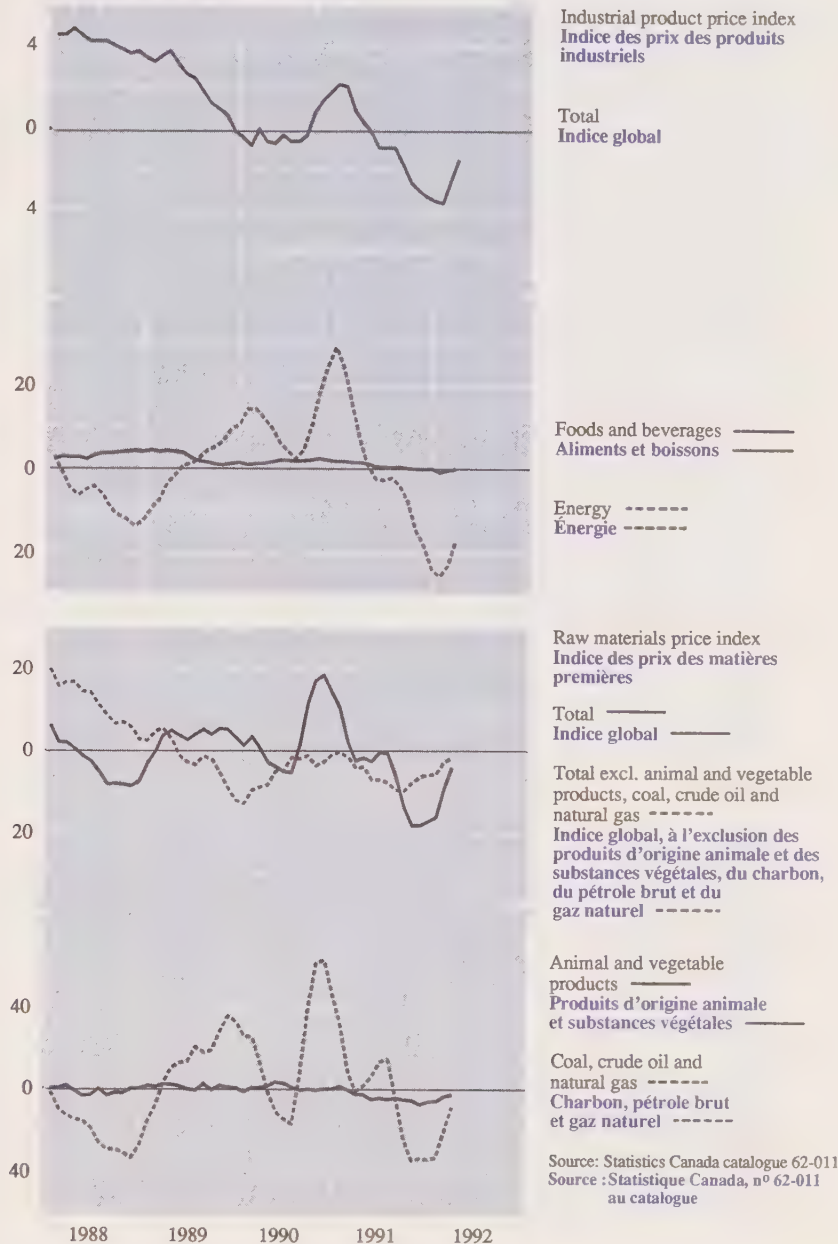 4
0
4
20
0
20
Industrial product price index
Indice des prix des produits
industriels
Total
Indice global
Foods and beverages
Aliments et boissons
Energy
Énergie
20
0
20
40
0
40
Raw materials price index
Indice des prix des matières
premières
Total
Indice global
Total excl. animal and vegetable
products, coal, crude oil and
natural gas
Indice global, à l'exclusion des
produits d'origine animale et des
substances végétales, du charbon,
du pétrole brut et du
gaz naturel
Animal and vegetable
products
Produits d'origine animale
et substances végétales
Coal, crude oil and
natural gas
Charbon, pétrole brut
et gaz naturel
Source: Statistics Canada catalogue 62-011
Source : Statistique Canada, nº 62-011
au catalogue
1988 1989 1990 1991 1992